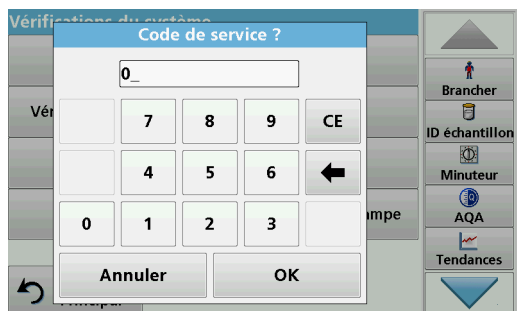 Vérifications du système
Code de service ?
0_
7 8 9 CE
Vér
4 5 6
0 1 2 3
ampe
Annuler OK
Principal
Brancher
ID échantillon
Minuteur
AQA
Tendances